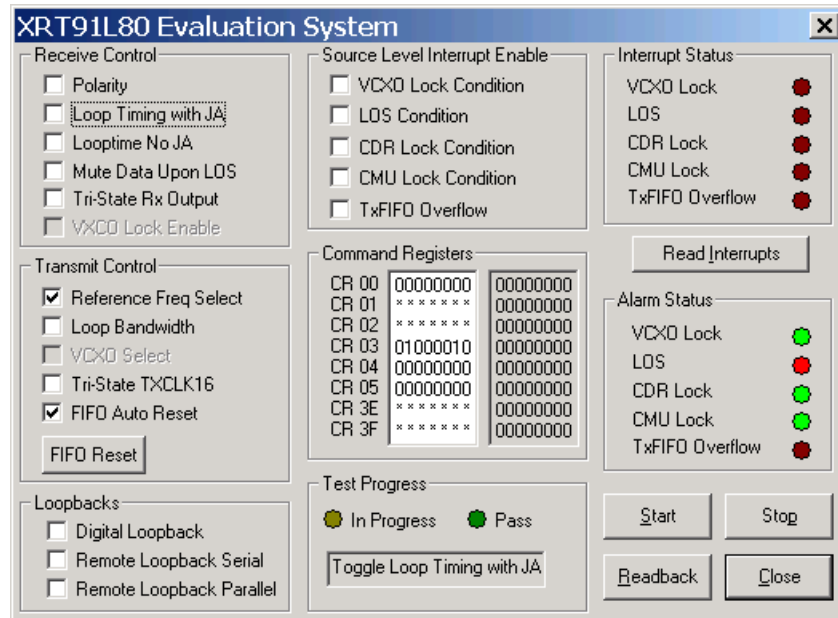 XRT91L80 Evaluation System
Receive Control
Polarity
Loop Timing with JA
Looptime No JA
Mute Data Upon LOS
Tri-State Rx Output
VXCO Lock Enable
Transmit Control
Reference Freq Select
Loop Bandwidth
VCXO Select
Tri-State TXCLK16
FIFO Auto Reset
FIFO Reset
Loopbacks
Digital Loopback
Remote Loopback Serial
Remote Loopback Parallel
Source Level Interrupt Enable
VCXO Lock Condition
LOS Condition
CDR Lock Condition
CMU Lock Condition
TxFIFO Overflow
Command Registers
CR 00 00000000 00000000
CR 01 ******* 00000000
CR 02 ******* 00000000
CR 03 01000010 00000000
CR 04 00000000 00000000
CR 05 00000000 00000000
CR 3E ******* 00000000
CR 3F ******* 00000000
Test Progress
In Progress Pass
Toggle Loop Timing with JA
Interrupt Status
VCXO Lock
LOS
CDR Lock
CMU Lock
TxFIFO Overflow
Read Interrupts
Alarm Status
VCXO Lock
LOS
CDR Lock
CMU Lock
TxFIFO Overflow
Start Stop
Readback Close